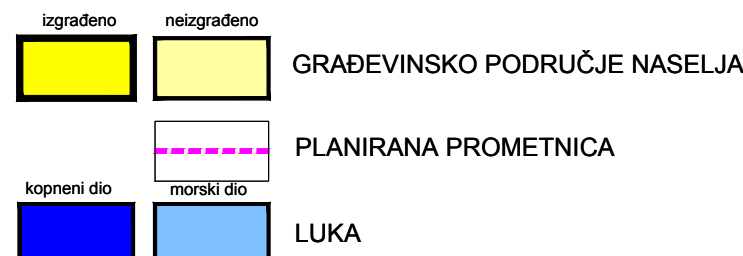 izgrađeno neizgrađeno
GRAĐEVINSKO PODRUČJE NASELJA
PLANIRANA PROMETNICA
kopneni dio morski dio
LUKA